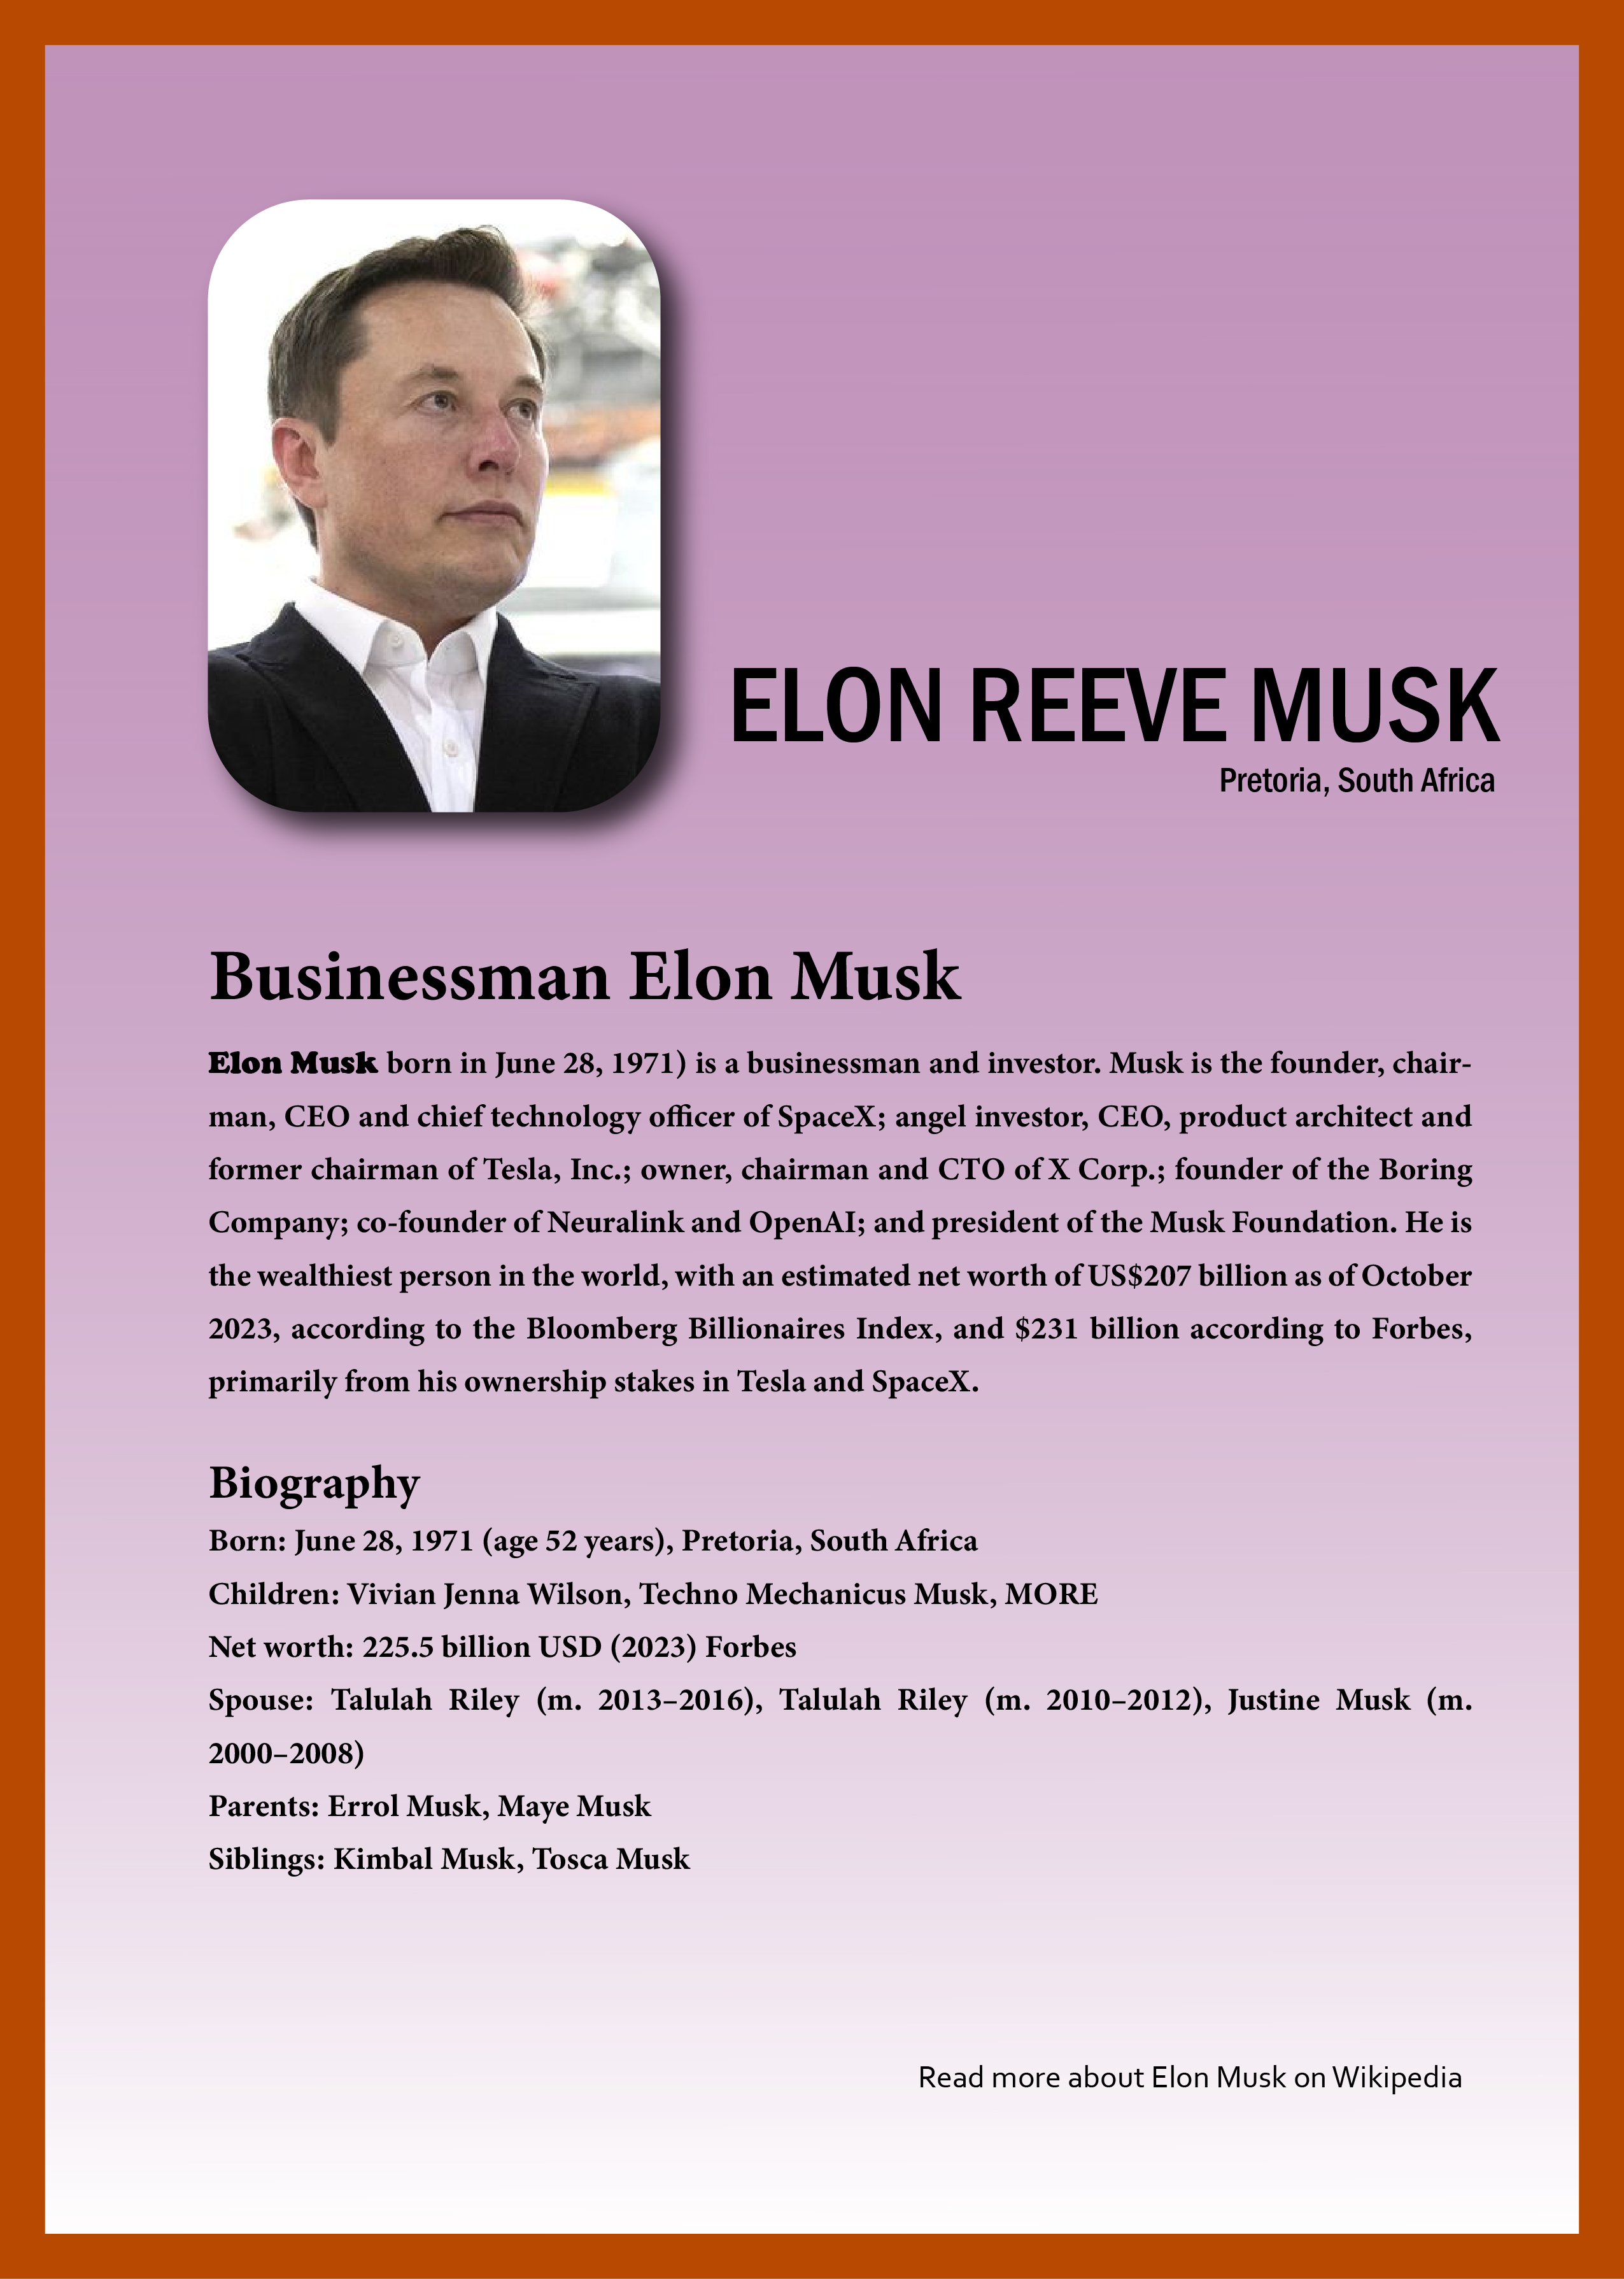 ELON REEVE MUSK
Pretoria, South Africa
Businessman Elon Musk
Elon Musk born in June 28, 1971) is a businessman and investor. Musk is the founder, chair-
man, CEO and chief technology officer of SpaceX; angel investor, CEO, product architect and
former chairman of Tesla, Inc.; owner, chairman and CTO of X Corp.; founder of the Boring
Company; co-founder of Neuralink and OpenAI; and president of the Musk Foundation. He is
the wealthiest person in the world, with an estimated net worth of US$207 billion as of October
2023, according to the Bloomberg Billionaires Index, and $231 billion according to Forbes,
primarily from his ownership stakes in Tesla and SpaceX.
Biography
Born: June 28, 1971 (age 52 years), Pretoria, South Africa
Children: Vivian Jenna Wilson, Techno Mechanicus Musk, MORE
Net worth: 225.5 billion USD (2023) Forbes
Spouse: Talulah Riley (m. 2013–2016), Talulah Riley (m. 2010–2012), Justine Musk (m.
2000–2008)
Parents: Errol Musk, Maye Musk
Siblings: Kimbal Musk, Tosca Musk
Read more about Elon Musk on Wikipedia